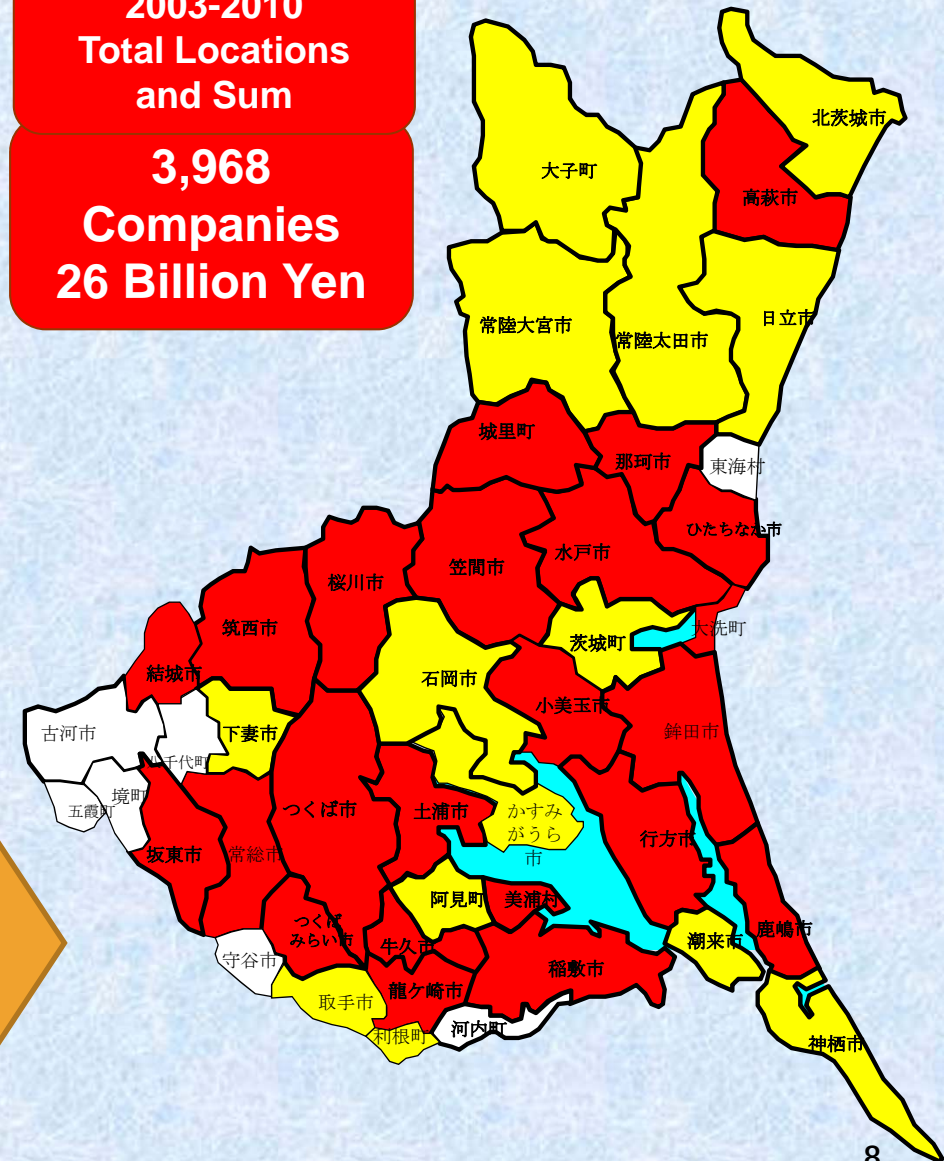 2003-2010
Total Locations
and Sum
3,968
Companies
26 Billion Yen
北茨城市
大子町
高萩市
常陸大宮市
常陸太田市
日立市
城里町
那珂市
東海村
ひたちなか市
水戸市
笠間市
桜川市
筑西市
茨城町
大洗町
結城市
石岡市
小美玉市
鉾田市
古河市
下妻市
八千代町
五霞町
境町
つくば市
土浦市
かすみ
がうら
市
行方市
坂東市
常総市
阿見町
美浦村
つくば
みらい市
牛久市
潮来市
鹿嶋市
守谷市
稲敷市
取手市
龍ケ崎市
利根町
河内町
神栖市
8